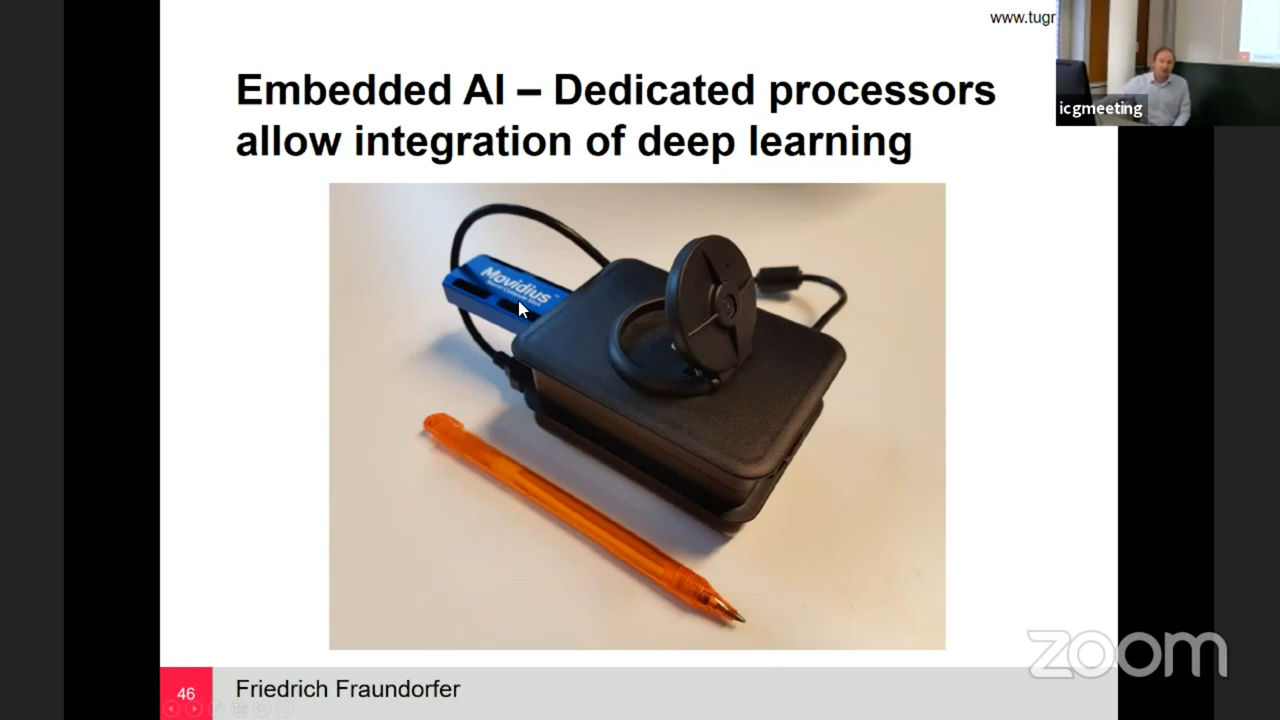 www.tugr
icgmeeting
Embedded AI – Dedicated processors
allow integration of deep learning
Movidius
zoom
46
Friedrich Fraundorfer